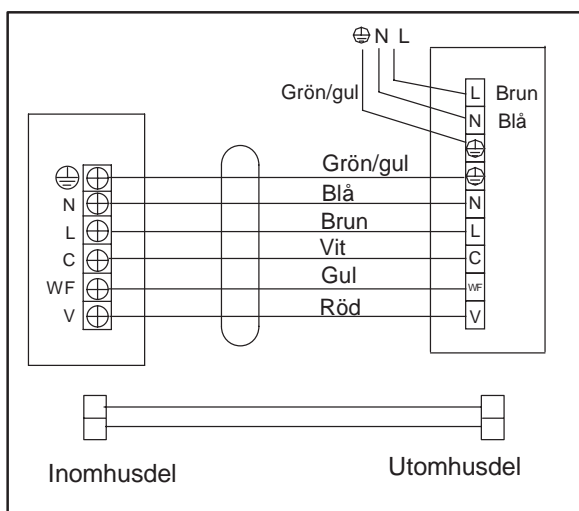 N L
Grön/gul
L Brun
N Blå
Grön/gul
N Blå N
L Brun L
C Vit C
WF Gul WF
V Röd V
Inomhusdel Utomhusdel